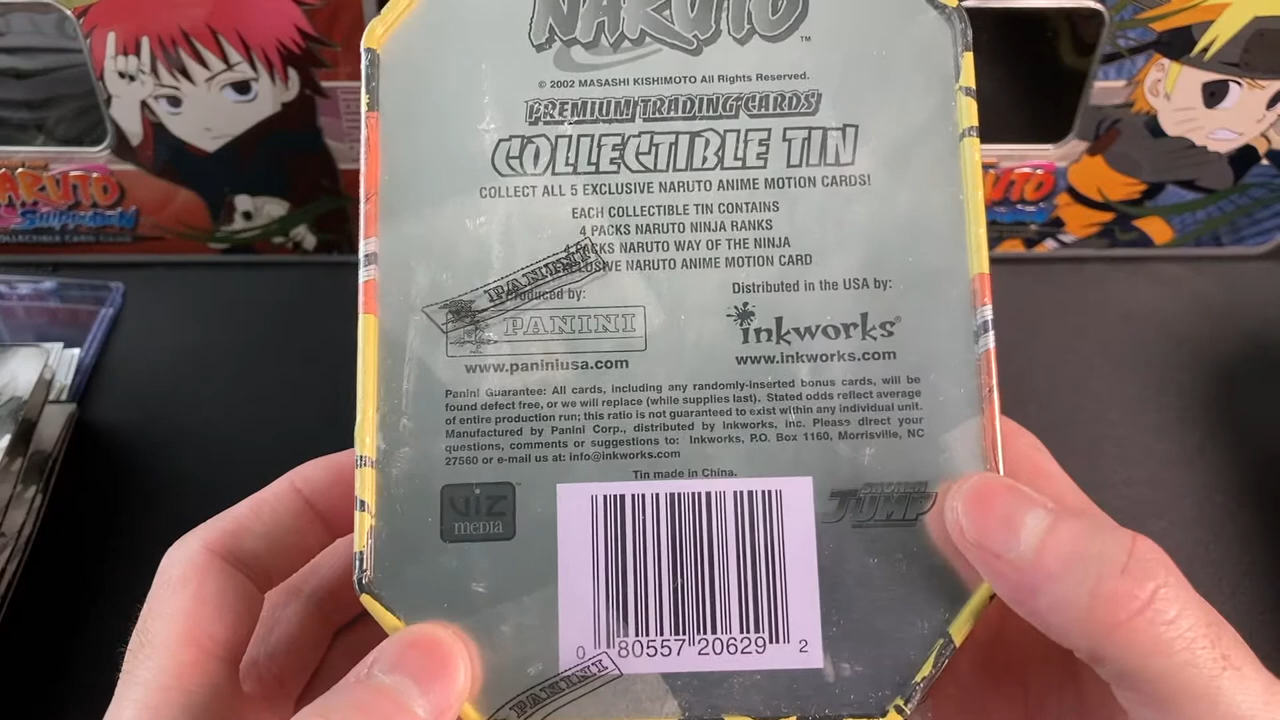 NARUTO™
© 2002 MASASHI KISHIMOTO All Rights Reserved.
PREMIUM TRADING CARDS
COLLECTIBLE TIN
COLLECT ALL 5 EXCLUSIVE NARUTO ANIME MOTION CARDS!
EACH COLLECTIBLE TIN CONTAINS
4 PACKS NARUTO NINJA RANKS
4 PACKS NARUTO WAY OF THE NINJA
NARUTO ANIME MOTION CARD
PANINI
Produced by:
PANINI
www.paniniusa.com
Distributed in the USA by:
inkworks®
www.inkworks.com
Panini Guarantee: All cards, including any randomly-inserted bonus cards, will be
found defect free, or we will replace (while supplies last). Stated odds reflect average
of entire production run; this ratio is not guaranteed to exist within any individual unit.
Manufactured by Panini Corp., distributed by Inkworks, Inc. Please direct your
questions, comments or suggestions to: Inkworks, P.O. Box 1160, Morrisville, NC
27560 or e-mail us at: info@inkworks.com
Tin made in China.
VIZ
media
SHONEN
JUMP
0 80557 20629 2
PANINI
NARUTO
SHIPPUDEN
COLLECTIBLE CARD GAME